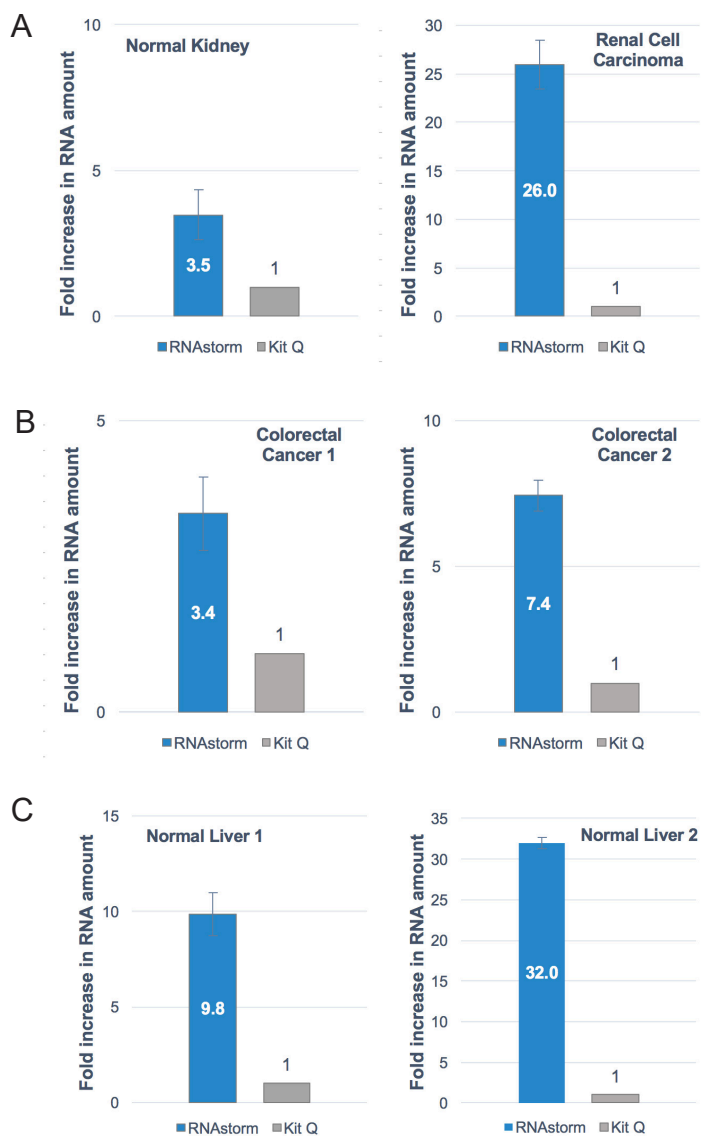 A
Fold increase in RNA amount
10
5
0
Normal Kidney
3.5
1
RNAstorm
Kit Q
Fold increase in RNA amount
30
25
20
15
10
5
0
Renal Cell
Carcinoma
26.0
1
RNAstorm
Kit Q
B
Fold increase in RNA amount
5
0
Colorectal
Cancer 1
3.4
1
RNAstorm
Kit Q
Fold increase in RNA amount
10
5
0
Colorectal
Cancer 2
7.4
1
RNAstorm
Kit Q
C
Fold increase in RNA amount
15
10
5
0
Normal Liver 1
9.8
1
RNAstorm
Kit Q
Fold increase in RNA amount
35
30
25
20
15
10
5
0
Normal Liver 2
32.0
1
RNAstorm
Kit Q